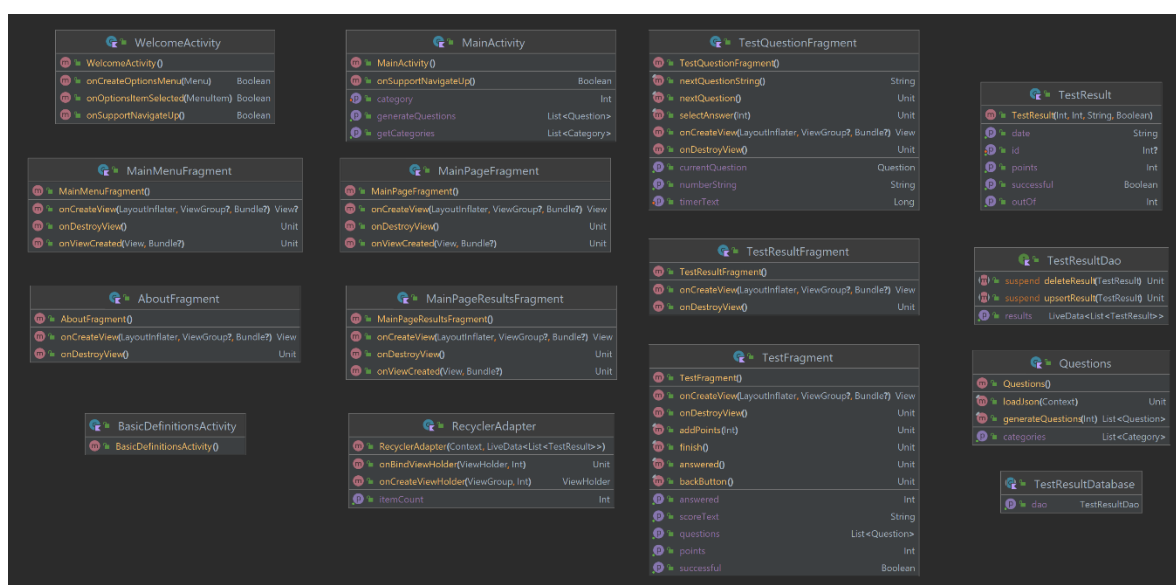 WelcomeActivity
WelcomeActivity()
onCreateOptionsMenu(Menu) Boolean
onOptionsItemSelected(MenuItem) Boolean
onSupportNavigateUp() Boolean
MainMenuFragment
MainMenuFragment()
onCreateView(LayoutInflater, ViewGroup?, Bundle?) View?
onDestroyView() Unit
onViewCreated(View, Bundle?) Unit
AboutFragment
AboutFragment()
onCreateView(LayoutInflater, ViewGroup?, Bundle?) View
onDestroyView() Unit
BasicDefinitionsActivity
BasicDefinitionsActivity()
MainActivity
MainActivity()
onSupportNavigateUp() Boolean
category Int
generateQuestions List<Question>
getCategories List<Category>
MainPageFragment
MainPageFragment()
onCreateView(LayoutInflater, ViewGroup?, Bundle?) View
onDestroyView() Unit
onViewCreated(View, Bundle?) Unit
MainPageResultsFragment
MainPageResultsFragment()
onCreateView(LayoutInflater, ViewGroup?, Bundle?) View
onDestroyView() Unit
onViewCreated(View, Bundle?) Unit
RecyclerAdapter
RecyclerAdapter(Context, LiveData<List<TestResult>>)
onBindViewHolder(ViewHolder, Int) Unit
onCreateViewHolder(ViewGroup, Int) ViewHolder
itemCount Int
TestQuestionFragment
TestQuestionFragment()
nextQuestionString() String
nextQuestion() Unit
selectAnswer(Int) Unit
onCreateView(LayoutInflater, ViewGroup?, Bundle?) View
onDestroyView() Unit
currentQuestion Question
numberString String
timerText Long
TestResultFragment
TestResultFragment()
onCreateView(LayoutInflater, ViewGroup?, Bundle?) View
onDestroyView() Unit
TestFragment
TestFragment()
onCreateView(LayoutInflater, ViewGroup?, Bundle?) View
onDestroyView() Unit
addPoints(Int) Unit
finish() Unit
answered() Unit
backButton() Unit
answered Int
scoreText String
questions List<Question>
points Int
successful Boolean
TestResult
TestResult(Int, Int, String, Boolean)
date String
id Int?
points Int
successful Boolean
outOf Int
TestResultDao
suspend deleteResult(TestResult) Unit
suspend upsertResult(TestResult) Unit
results LiveData<List<TestResult>>
Questions
Questions()
loadJson(Context) Unit
generateQuestions(Int) List<Question>
categories List<Category>
TestResultDatabase
dao TestResultDao